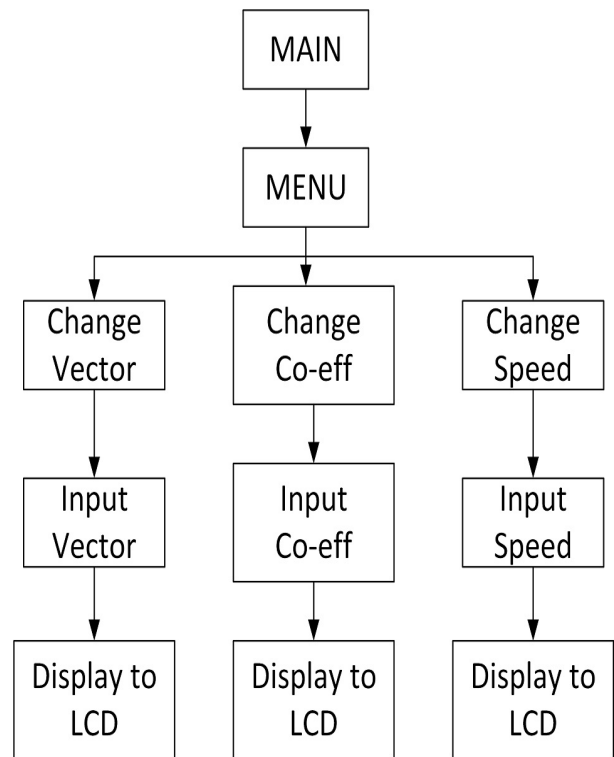 MAIN
MENU
Change
Vector
Change
Co-eff
Change
Speed
Input
Vector
Input
Co-eff
Input
Speed
Display to
LCD
Display to
LCD
Display to
LCD